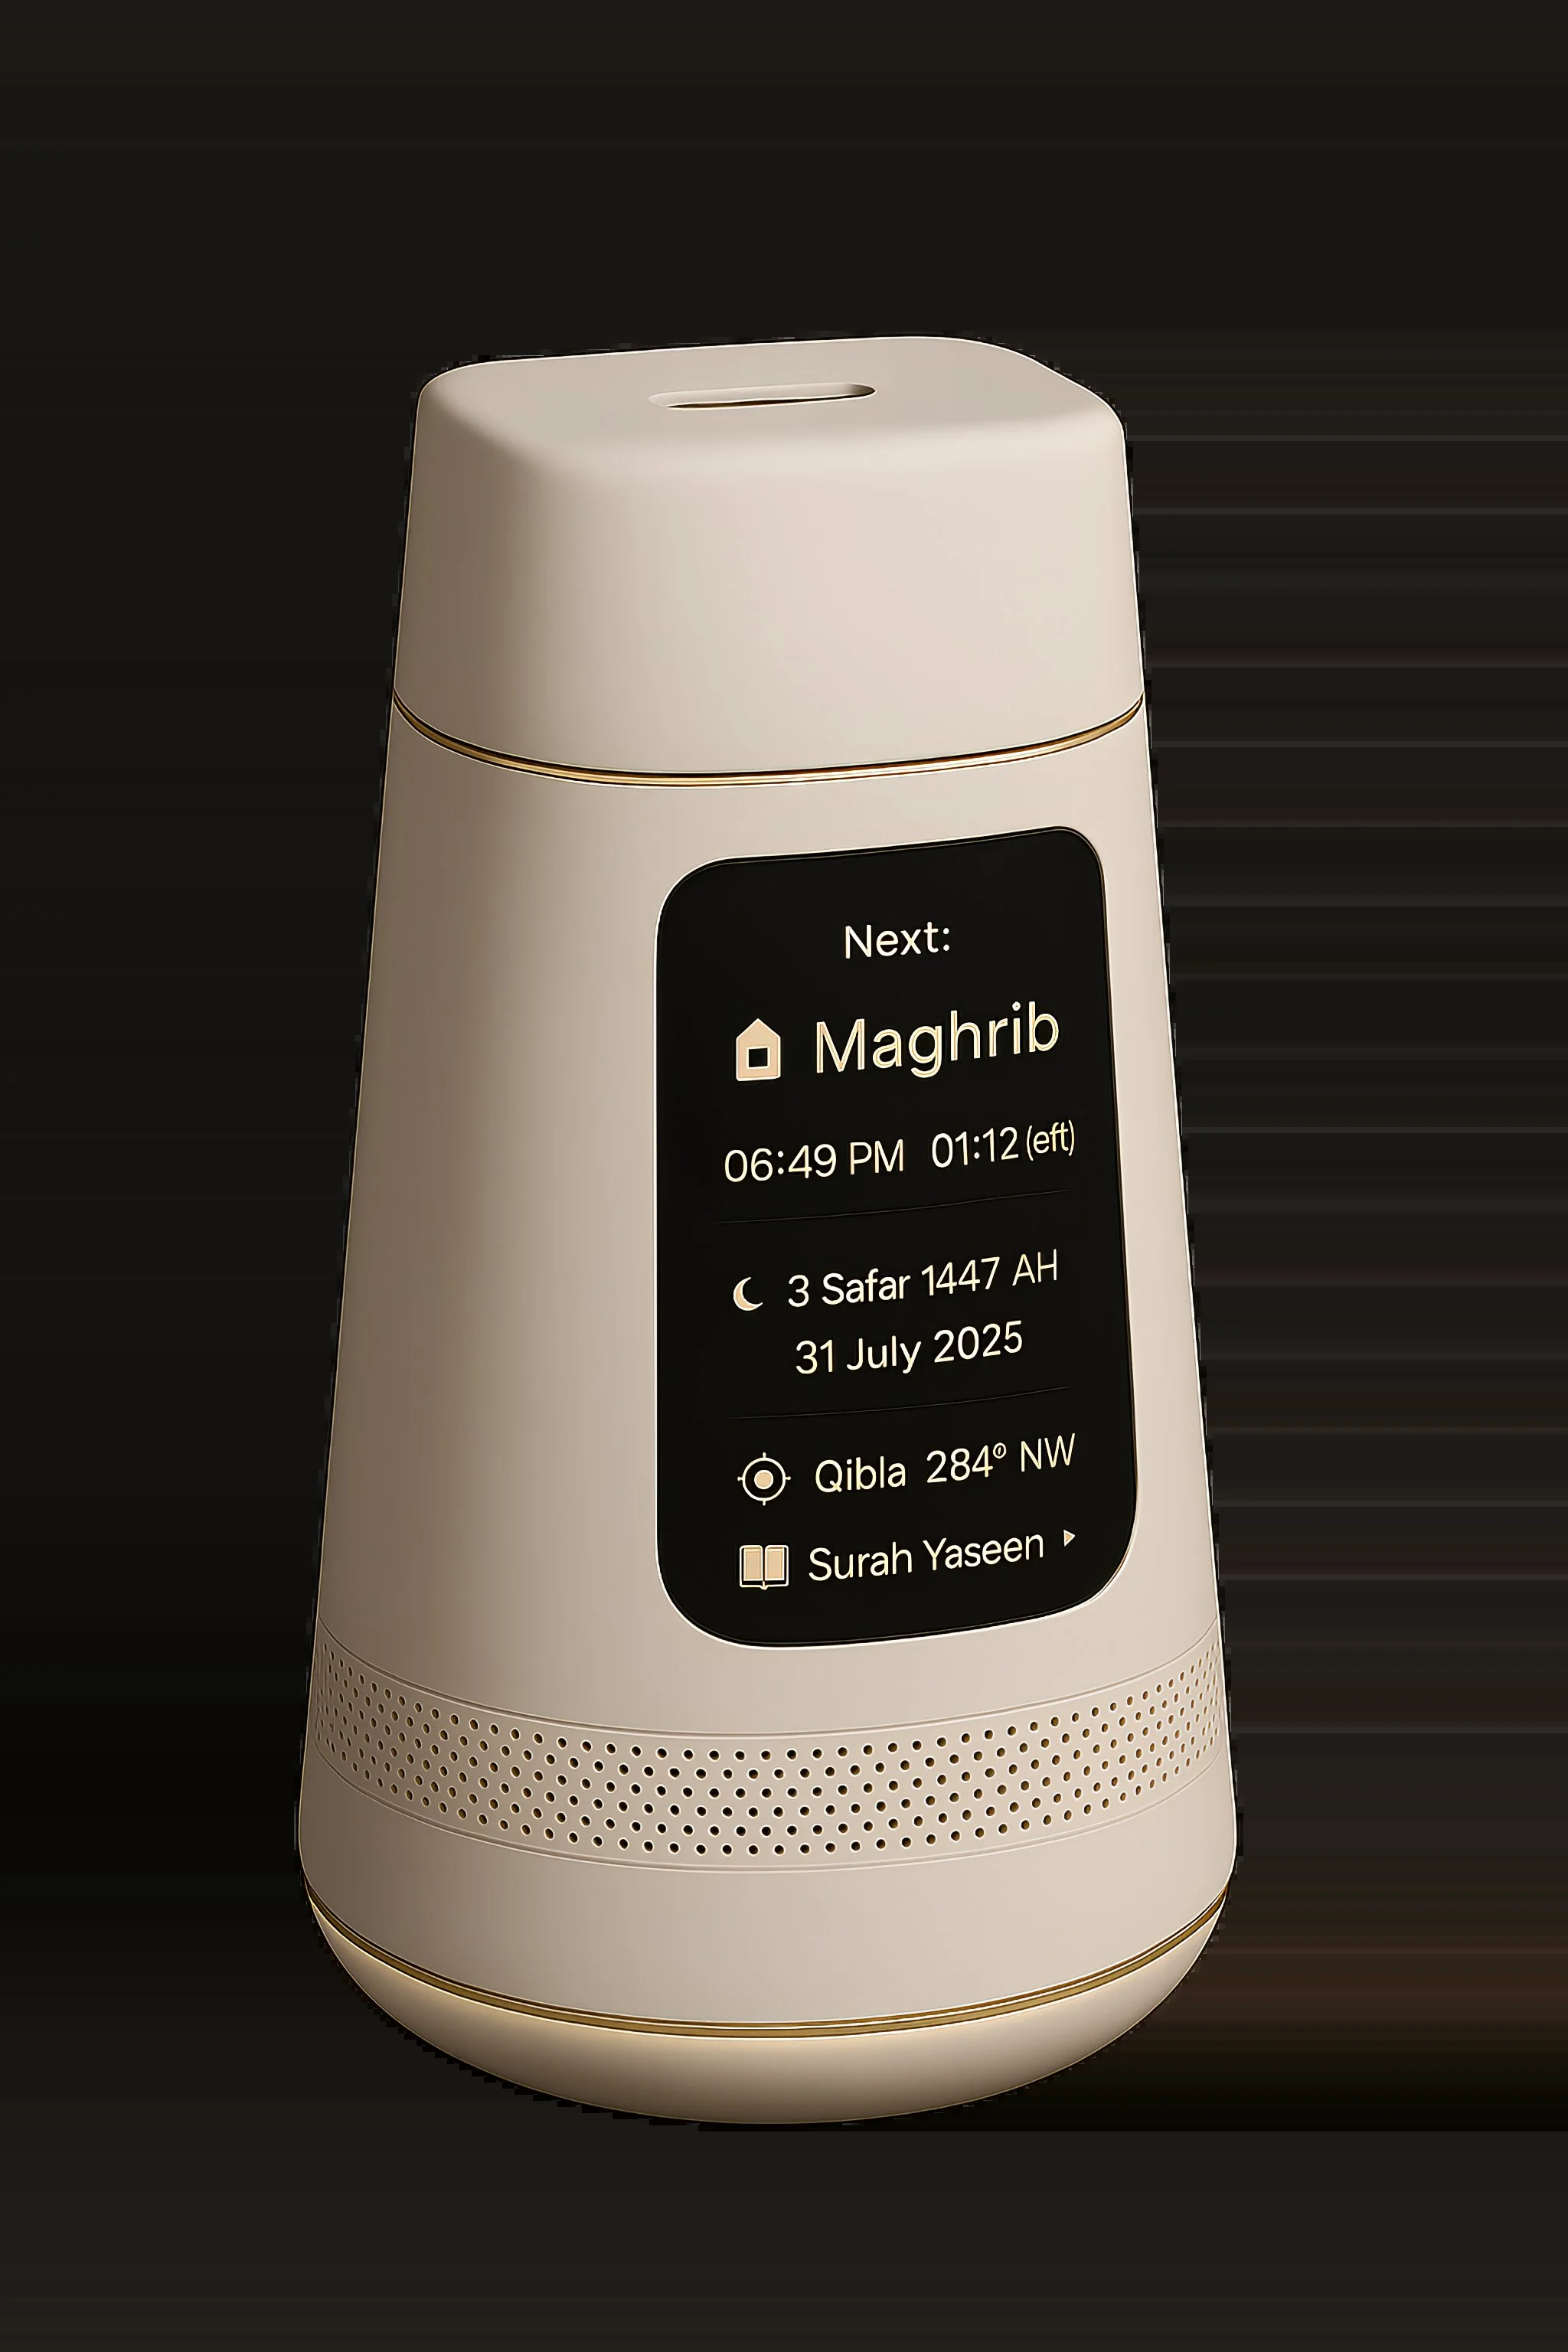 Next:
Maghrib
06:49 PM 01:12 (eft)
3 Safar 1447 AH
31 July 2025
Qibla 284° NW
Surah Yaseen